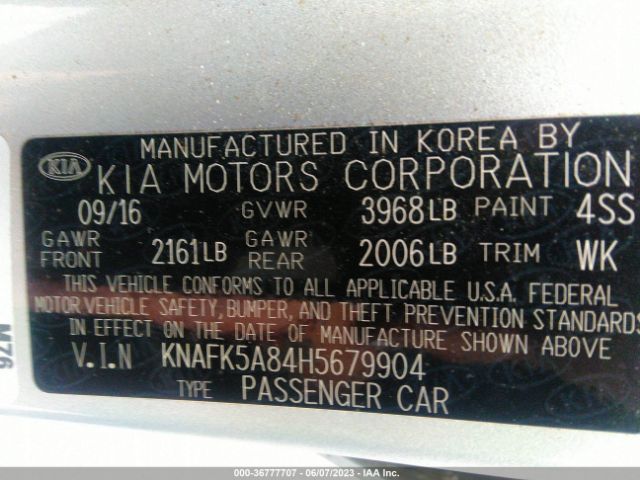 MANUFACTURED IN KOREA BY
KIA KIA MOTORS CORPORATION
09/16 GVWR 3968LB PAINT 4SS
GAWR FRONT 2161LB GAWR REAR 2006LB TRIM WK
THIS VEHICLE CONFORMS TO ALL APPLICABLE U.S.A. FEDERAL
MOTOR VEHICLE SAFETY, BUMPER, AND THEFT PREVENTION STANDARDS
IN EFFECT ON THE DATE OF MANUFACTURE SHOWN ABOVE
V.I.N KNAFK5A84H5679904
TYPE PASSENGER CAR
M76
000-36777707 - 06/07/2023 - IAA Inc.